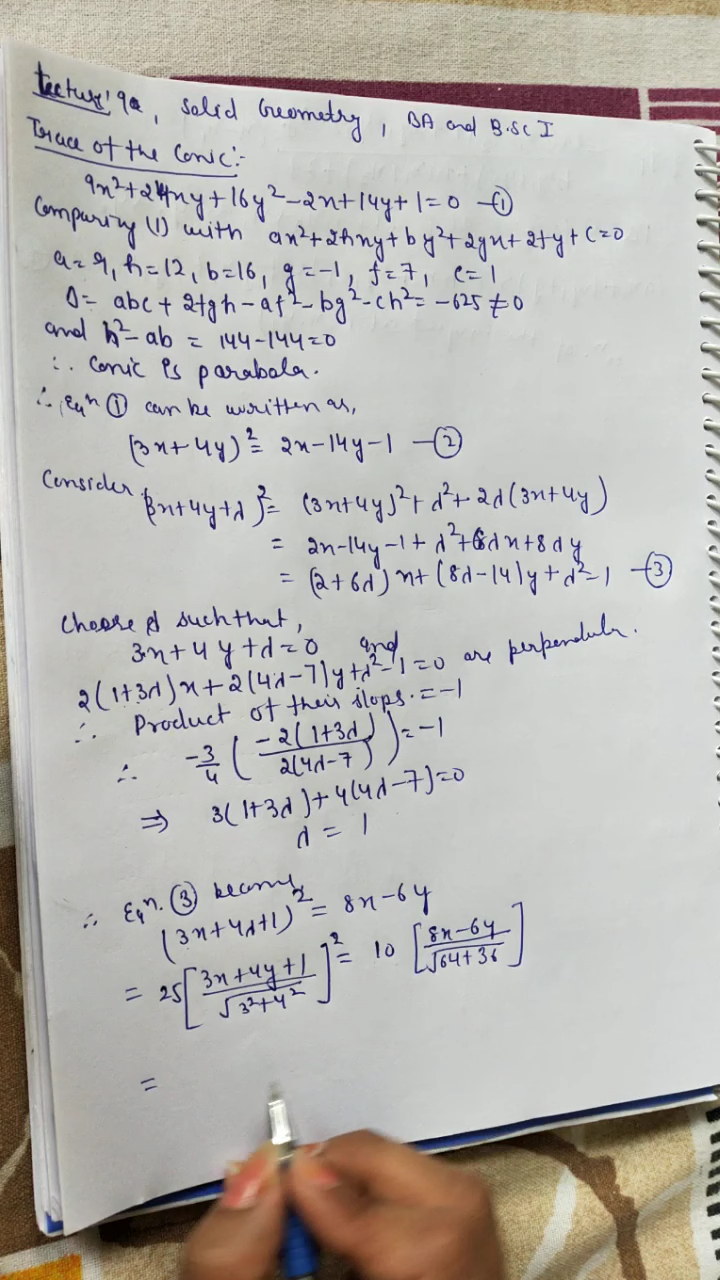 Lecture: 9a, Solid Geometry, BA and B.Sc I
Trace of the Conic:-
9x²+24xy+16y²-2x+14y+1=0 -①
Comparing (1) with ax²+2hxy+by²+2gx+2fy+c=0
a=9, h=12, b=16, g=-1, f=7, c=1
Δ= abc+2fgh-af²-bg²-ch²= -625≠0
and h²-ab = 144-144=0
∴ Conic is parabola.
∴ Eqn ① can be written as,
(3x+4y)² = 2x-14y-1 -②
Consider, (3x+4y+λ)² = (3x+4y)²+λ²+2λ(3x+4y)
= 2x-14y-1+λ²+6λx+8λy
= (2+6λ)x+(8λ-14)y+λ²-1 -③
Choose λ such that,
3x+4y+λ=0 and
2(1+3λ)x+2(4λ-7)y+λ²-1=0 are perpendulr.
∴ Product of their slops.=-1
∴ -3/4 (-2(1+3λ)/2(4λ-7)) = -1
⇒ 3(1+3λ)+4(4λ-7)=0
λ = 1
∴ Eqn. ③ becomes
(3x+4y+1)² = 8x-6y
= 25[3x+4y+1/√3²+4²]² = 10 [8x-6y/√64+36]
=